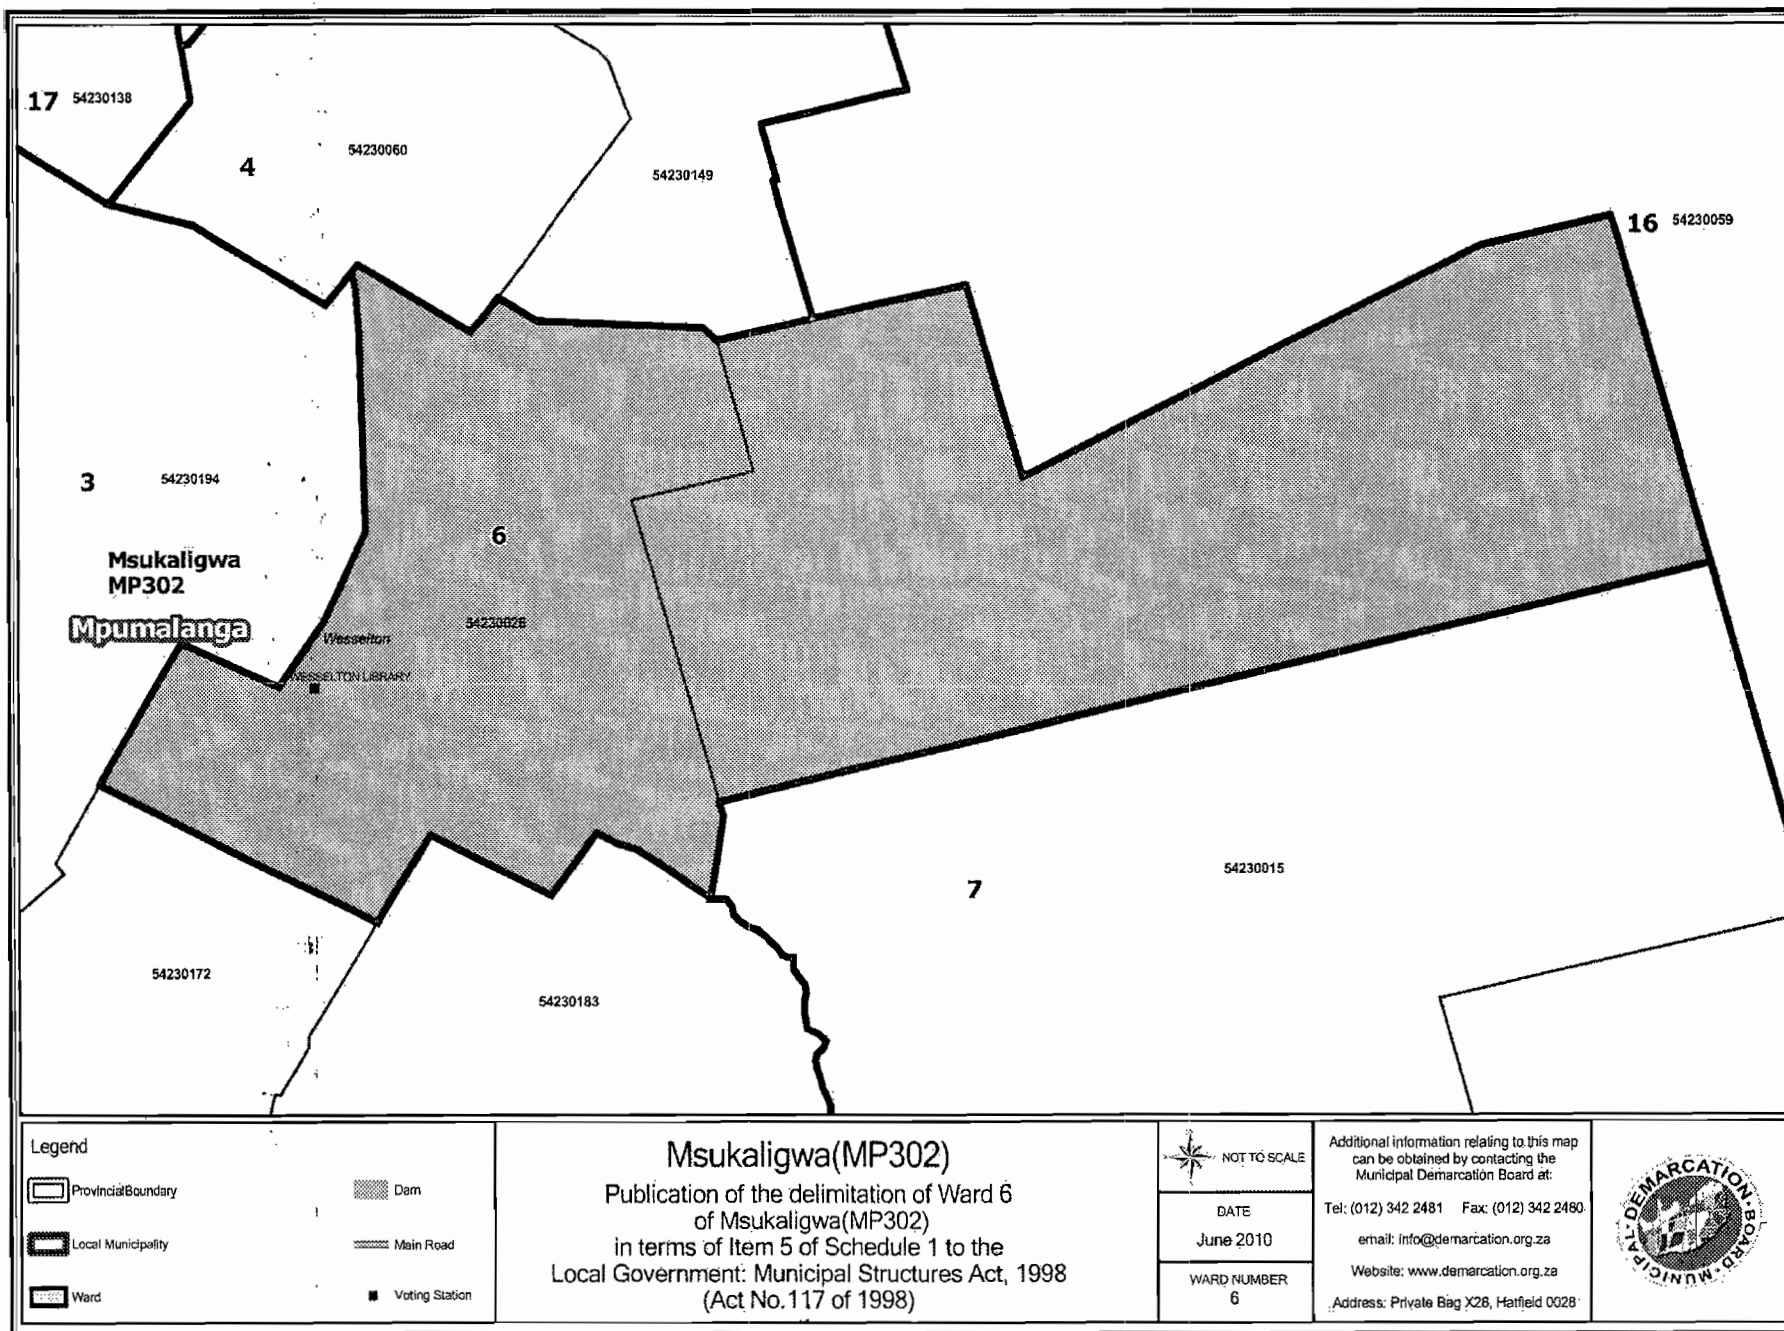 17 54230138
4
54230060
54230149
16 54230059
3
54230194
6
Msukaligwa
MP302
Mpumalanga
54230026
Wesselton
WESSELTON LIBRARY
54230015
7
54230172
54230183
Legend
Provincial Boundary
Local Municipality
Ward
Dam
Main Road
Voting Station
Msukaligwa(MP302)
Publication of the delimitation of Ward 6
of Msukaligwa(MP302)
in terms of Item 5 of Schedule 1 to the
Local Government: Municipal Structures Act, 1998
(Act No.117 of 1998)
NOT TO SCALE
DATE
June 2010
WARD NUMBER
6
Additional information relating to this map
can be obtained by contacting the
Municipal Demarcation Board at:
Tel: (012) 342 2481 Fax: (012) 342 2480
email: info@demarcation.org.za
Website: www.demarcation.org.za
Address: Private Bag X28, Hatfield 0028
MUNICIPAL • DEMARCATION • BOARD •